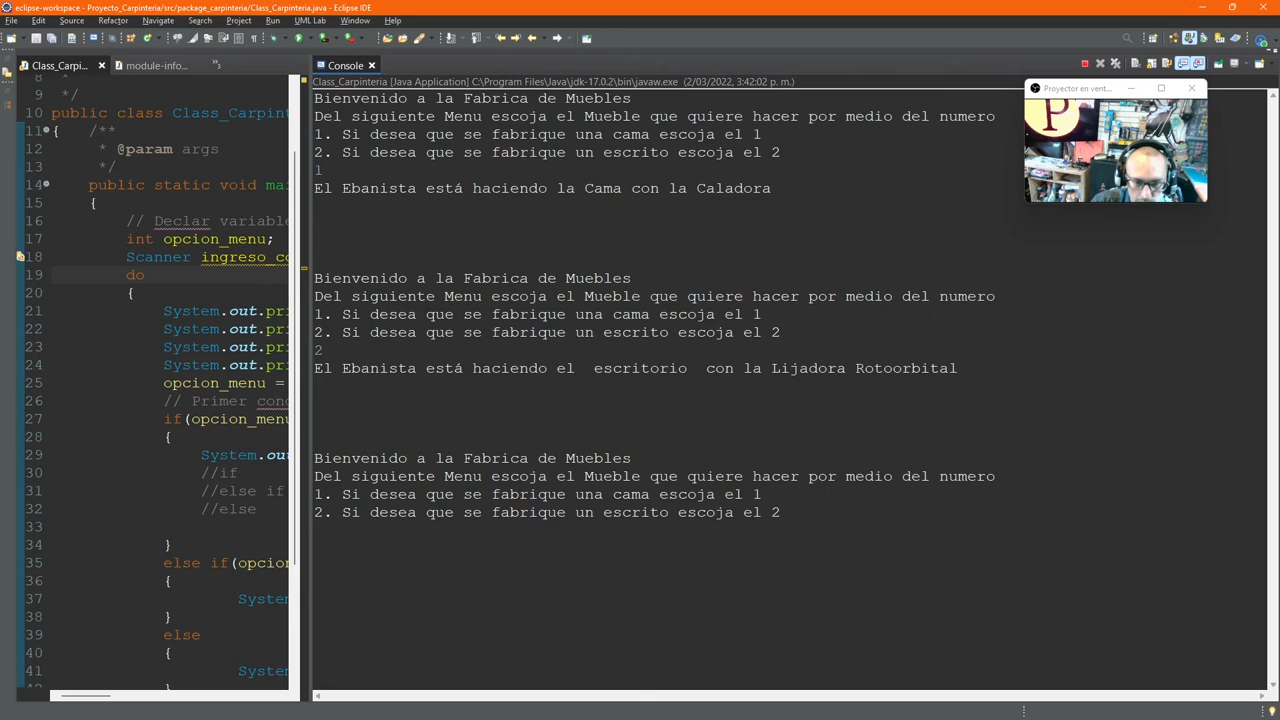 eclipse-workspace - Proyecto_Carpinteria/src/package_carpinteria/Class_Carpinteria.java - Eclipse IDE
File Edit Source Refactor Navigate Search Project Run UML Lab Window Help
Class_Carpi...
module-info...
8 *
9 */
10 public class Class_Carpint
11 { /**
12 * @param args
13 */
14 public static void mai
15 {
16 // Declar variable
17 int opcion_menu;
18 Scanner ingreso_co
19 do
20 {
21 System.out.pri
22 System.out.pri
23 System.out.pri
24 System.out.pri
25 opcion_menu =
26 // Primer cond
27 if(opcion_menu
28 {
29 System.out
30 //if
31 //else if
32 //else
33
34 }
35 else if(opcion
36 {
37 System
38 }
39 else
40 {
41 System
Console
Class_Carpinteria [Java Application] C:\Program Files\Java\jdk-17.0.2\bin\javaw.exe (2/03/2022, 3:42:02 p. m.)
Bienvenido a la Fabrica de Muebles
Del siguiente Menu escoja el Mueble que quiere hacer por medio del numero
1. Si desea que se fabrique una cama escoja el 1
2. Si desea que se fabrique un escrito escoja el 2
1
El Ebanista está haciendo la Cama con la Caladora
Bienvenido a la Fabrica de Muebles
Del siguiente Menu escoja el Mueble que quiere hacer por medio del numero
1. Si desea que se fabrique una cama escoja el 1
2. Si desea que se fabrique un escrito escoja el 2
2
El Ebanista está haciendo el  escritorio  con la Lijadora Rotoorbital
Bienvenido a la Fabrica de Muebles
Del siguiente Menu escoja el Mueble que quiere hacer por medio del numero
1. Si desea que se fabrique una cama escoja el 1
2. Si desea que se fabrique un escrito escoja el 2
Proyector en vent...
P